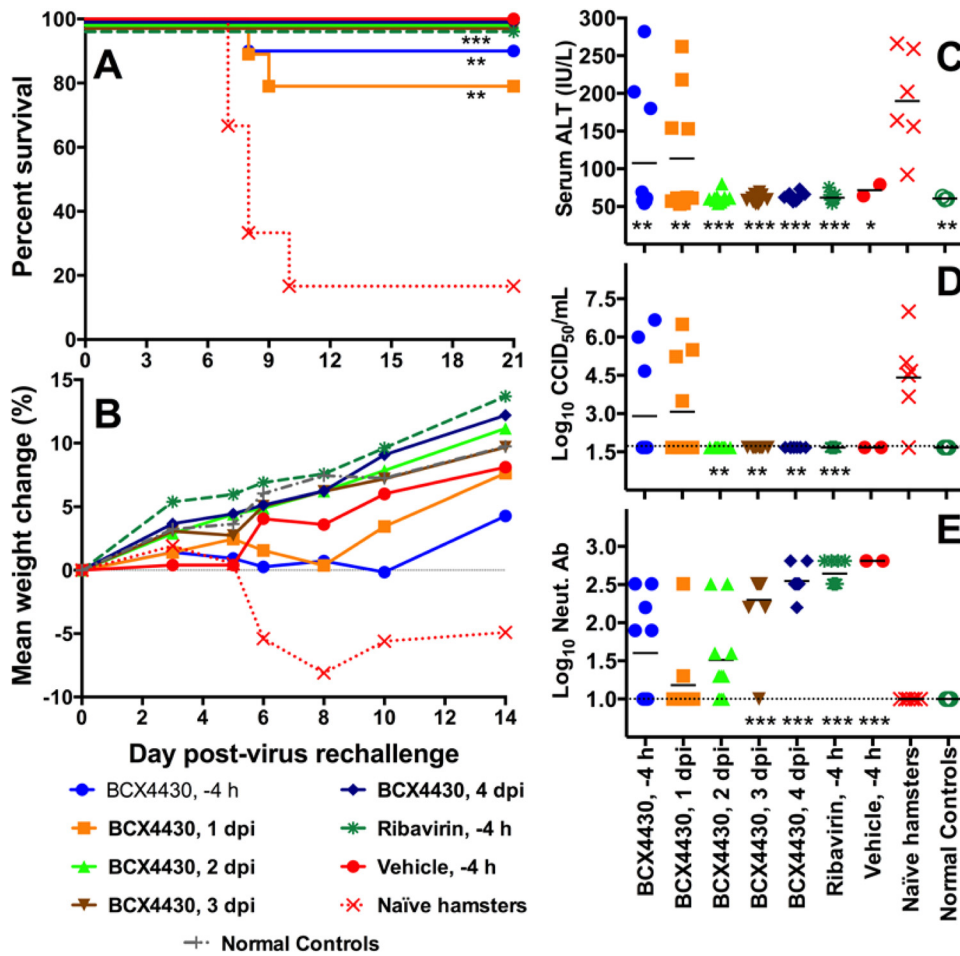 A
Percent survival
100
80
60
40
20
0
0 3 6 9 12 15 18 21
***
**
**
B
Mean weight change (%)
15
10
5
0
-5
-10
0 2 4 6 8 10 12 14
Day post-virus rechallenge
BCX4430, -4 h
BCX4430, 4 dpi
BCX4430, 1 dpi
Ribavirin, -4 h
BCX4430, 2 dpi
Vehicle, -4 h
BCX4430, 3 dpi
Naïve hamsters
Normal Controls
C
Serum ALT (IU/L)
300
250
200
150
100
50
** ** *** *** *** *** * **
D
Log10 CCID50/mL
7.5
6.0
4.5
3.0
1.5
** ** ** ***
E
Log10 Neut. Ab
3.0
2.5
2.0
1.5
1.0
*** *** *** ***
BCX4430, -4 h
BCX4430, 1 dpi
BCX4430, 2 dpi
BCX4430, 3 dpi
BCX4430, 4 dpi
Ribavirin, -4 h
Vehicle, -4 h
Naïve hamsters
Normal Controls